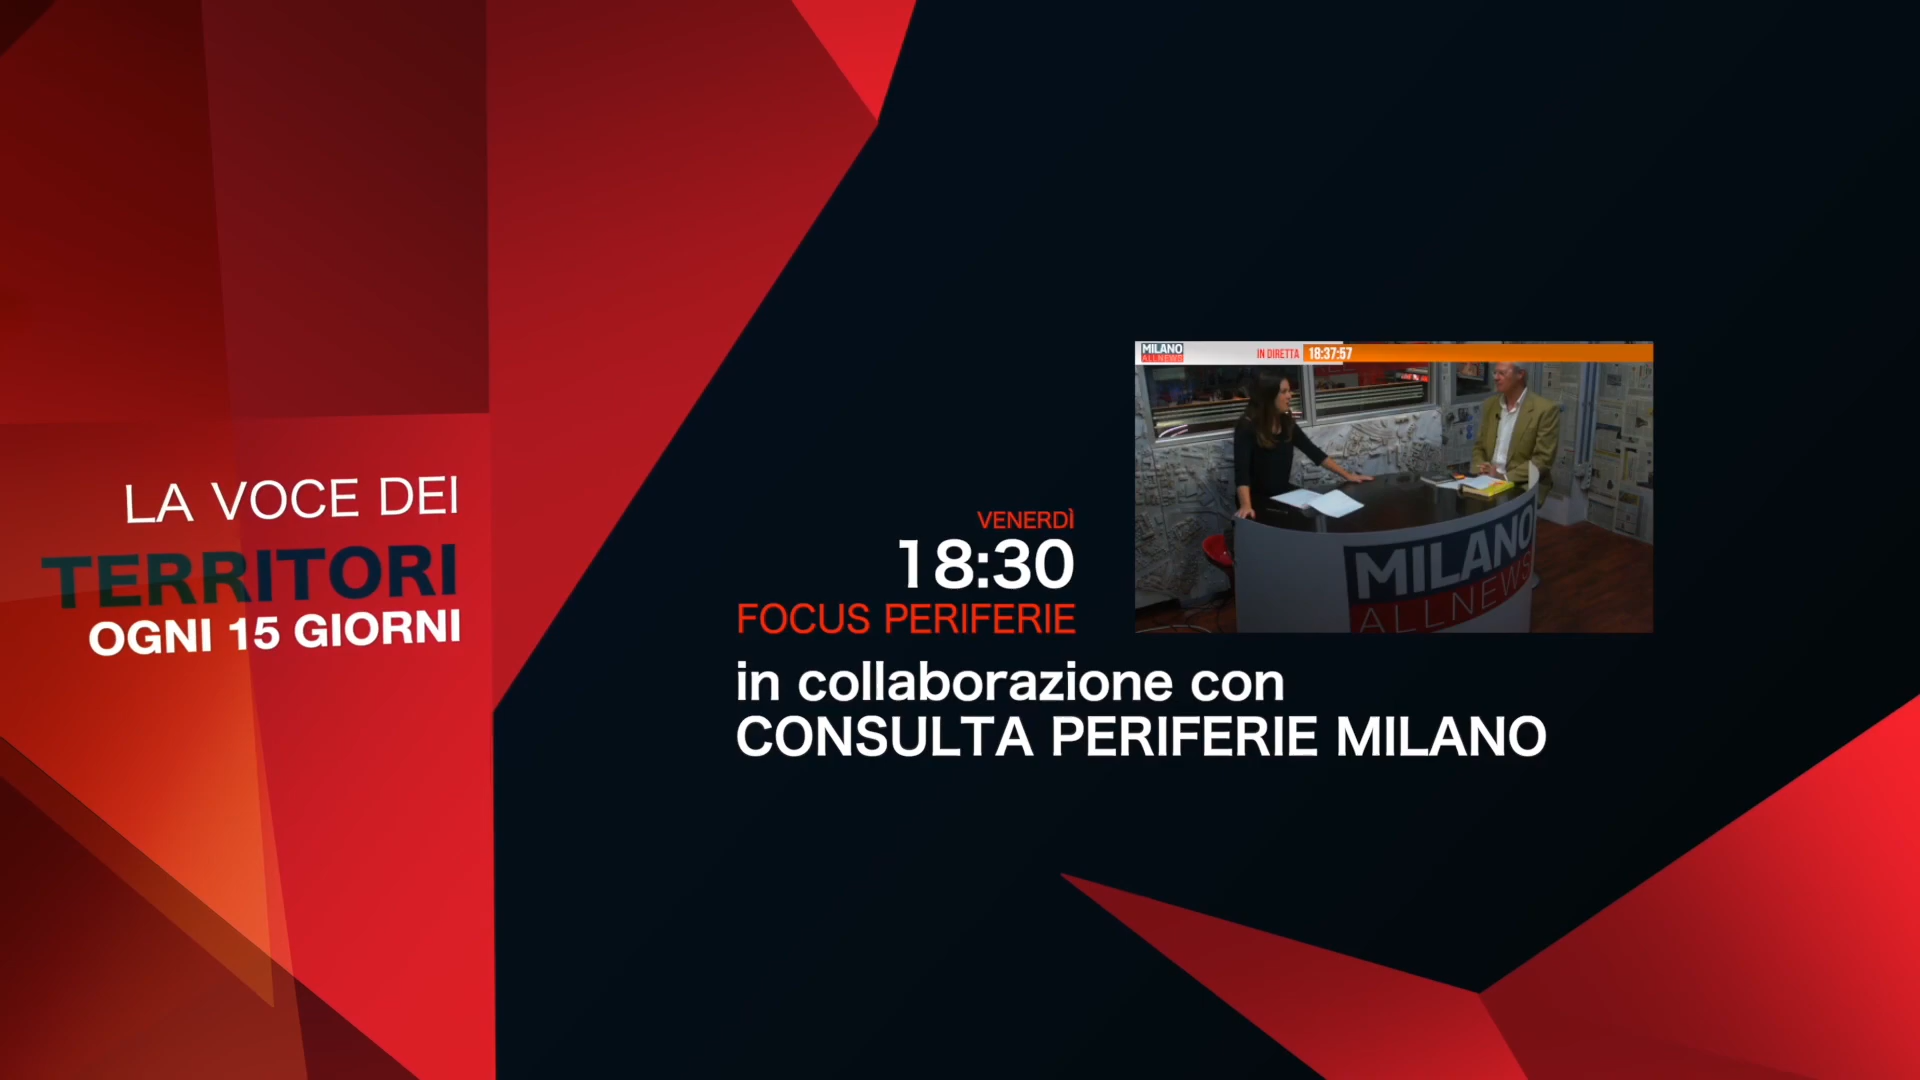 LA VOCE DEI
TERRITORI
OGNI 15 GIORNI
VENERDÌ
18:30
FOCUS PERIFERIE
in collaborazione con
CONSULTA PERIFERIE MILANO
MILANO
ALLNEWS
IN DIRETTA 18:37:57
MILANO
ALLNEWS